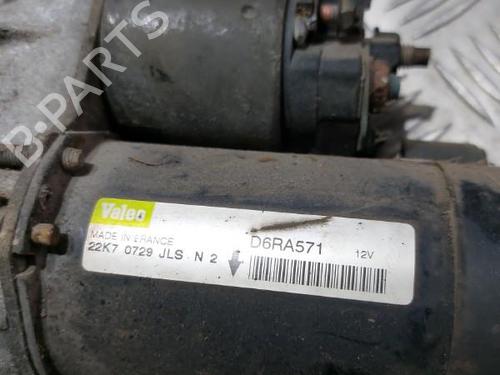 B-PARTS
Valeo
MADE IN FRANCE
22K7 0729 JLS N 2
D6RA571 12V